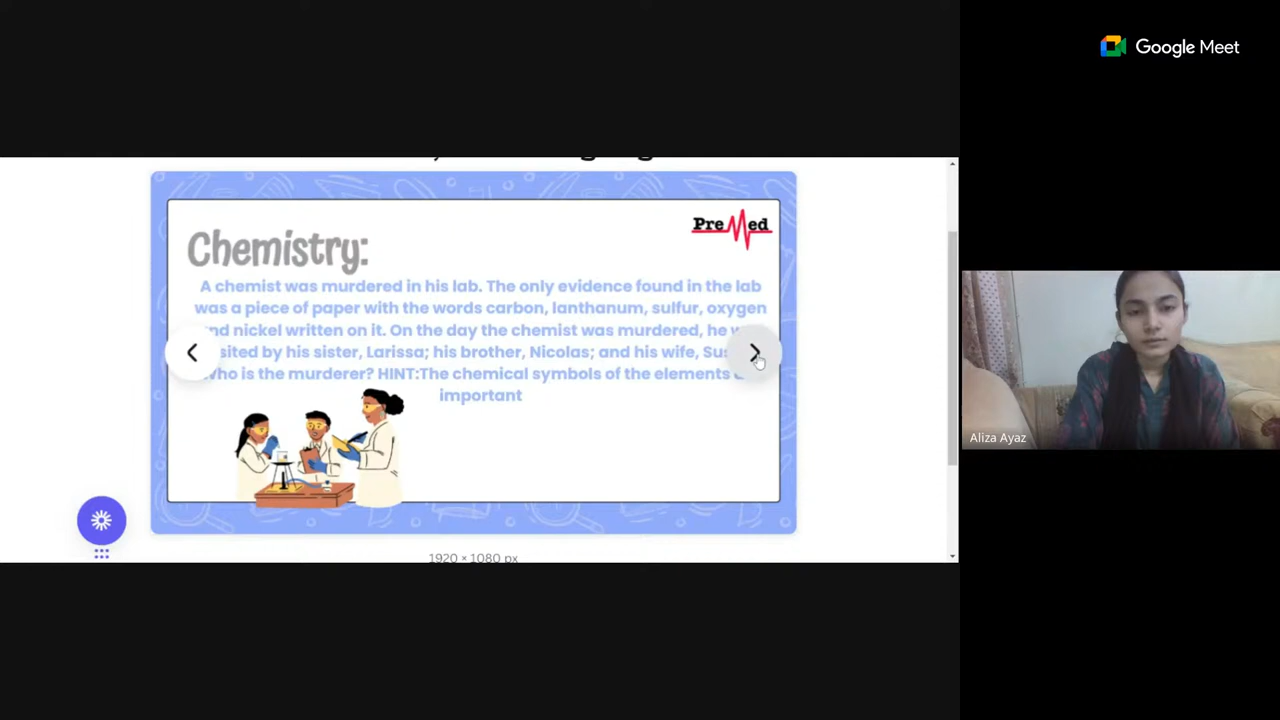 Google Meet
PreMed
Chemistry:
A chemist was murdered in his lab. The only evidence found in the lab
was a piece of paper with the words carbon, lanthanum, sulfur, oxygen
nickel written on it. On the day the chemist was murdered, he
by his sister, Larissa; his brother, Nicolas; and his wife,
is the murderer? HINT:The chemical symbols of the elements
important
1920 × 1080 px
Aliza Ayaz